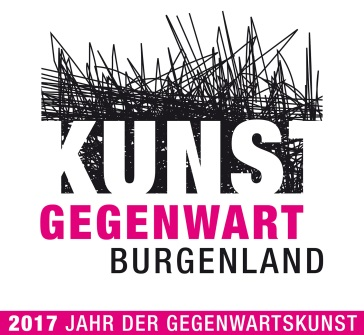 KUNST
GEGENWART
BURGENLAND
2017 JAHR DER GEGENWARTSKUNST